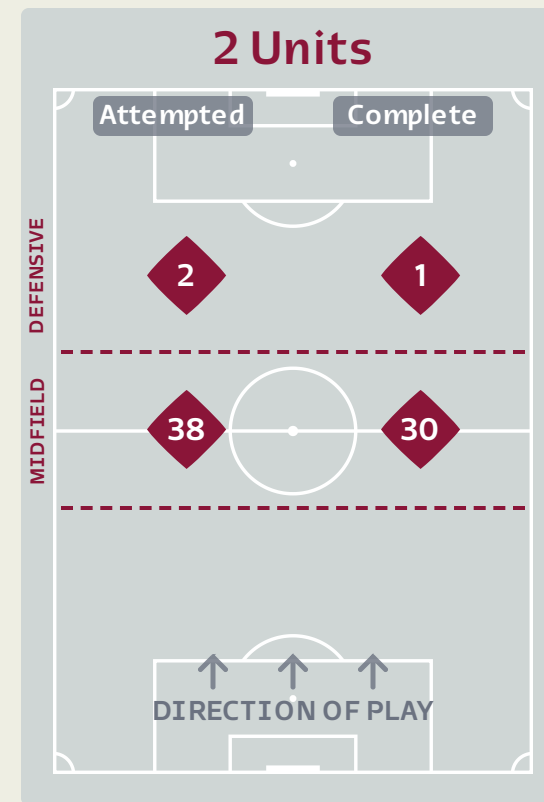 2 Units
Attempted Complete
DEFENSIVE
2 1
MIDFIELD
38 30
DIRECTION OF PLAY